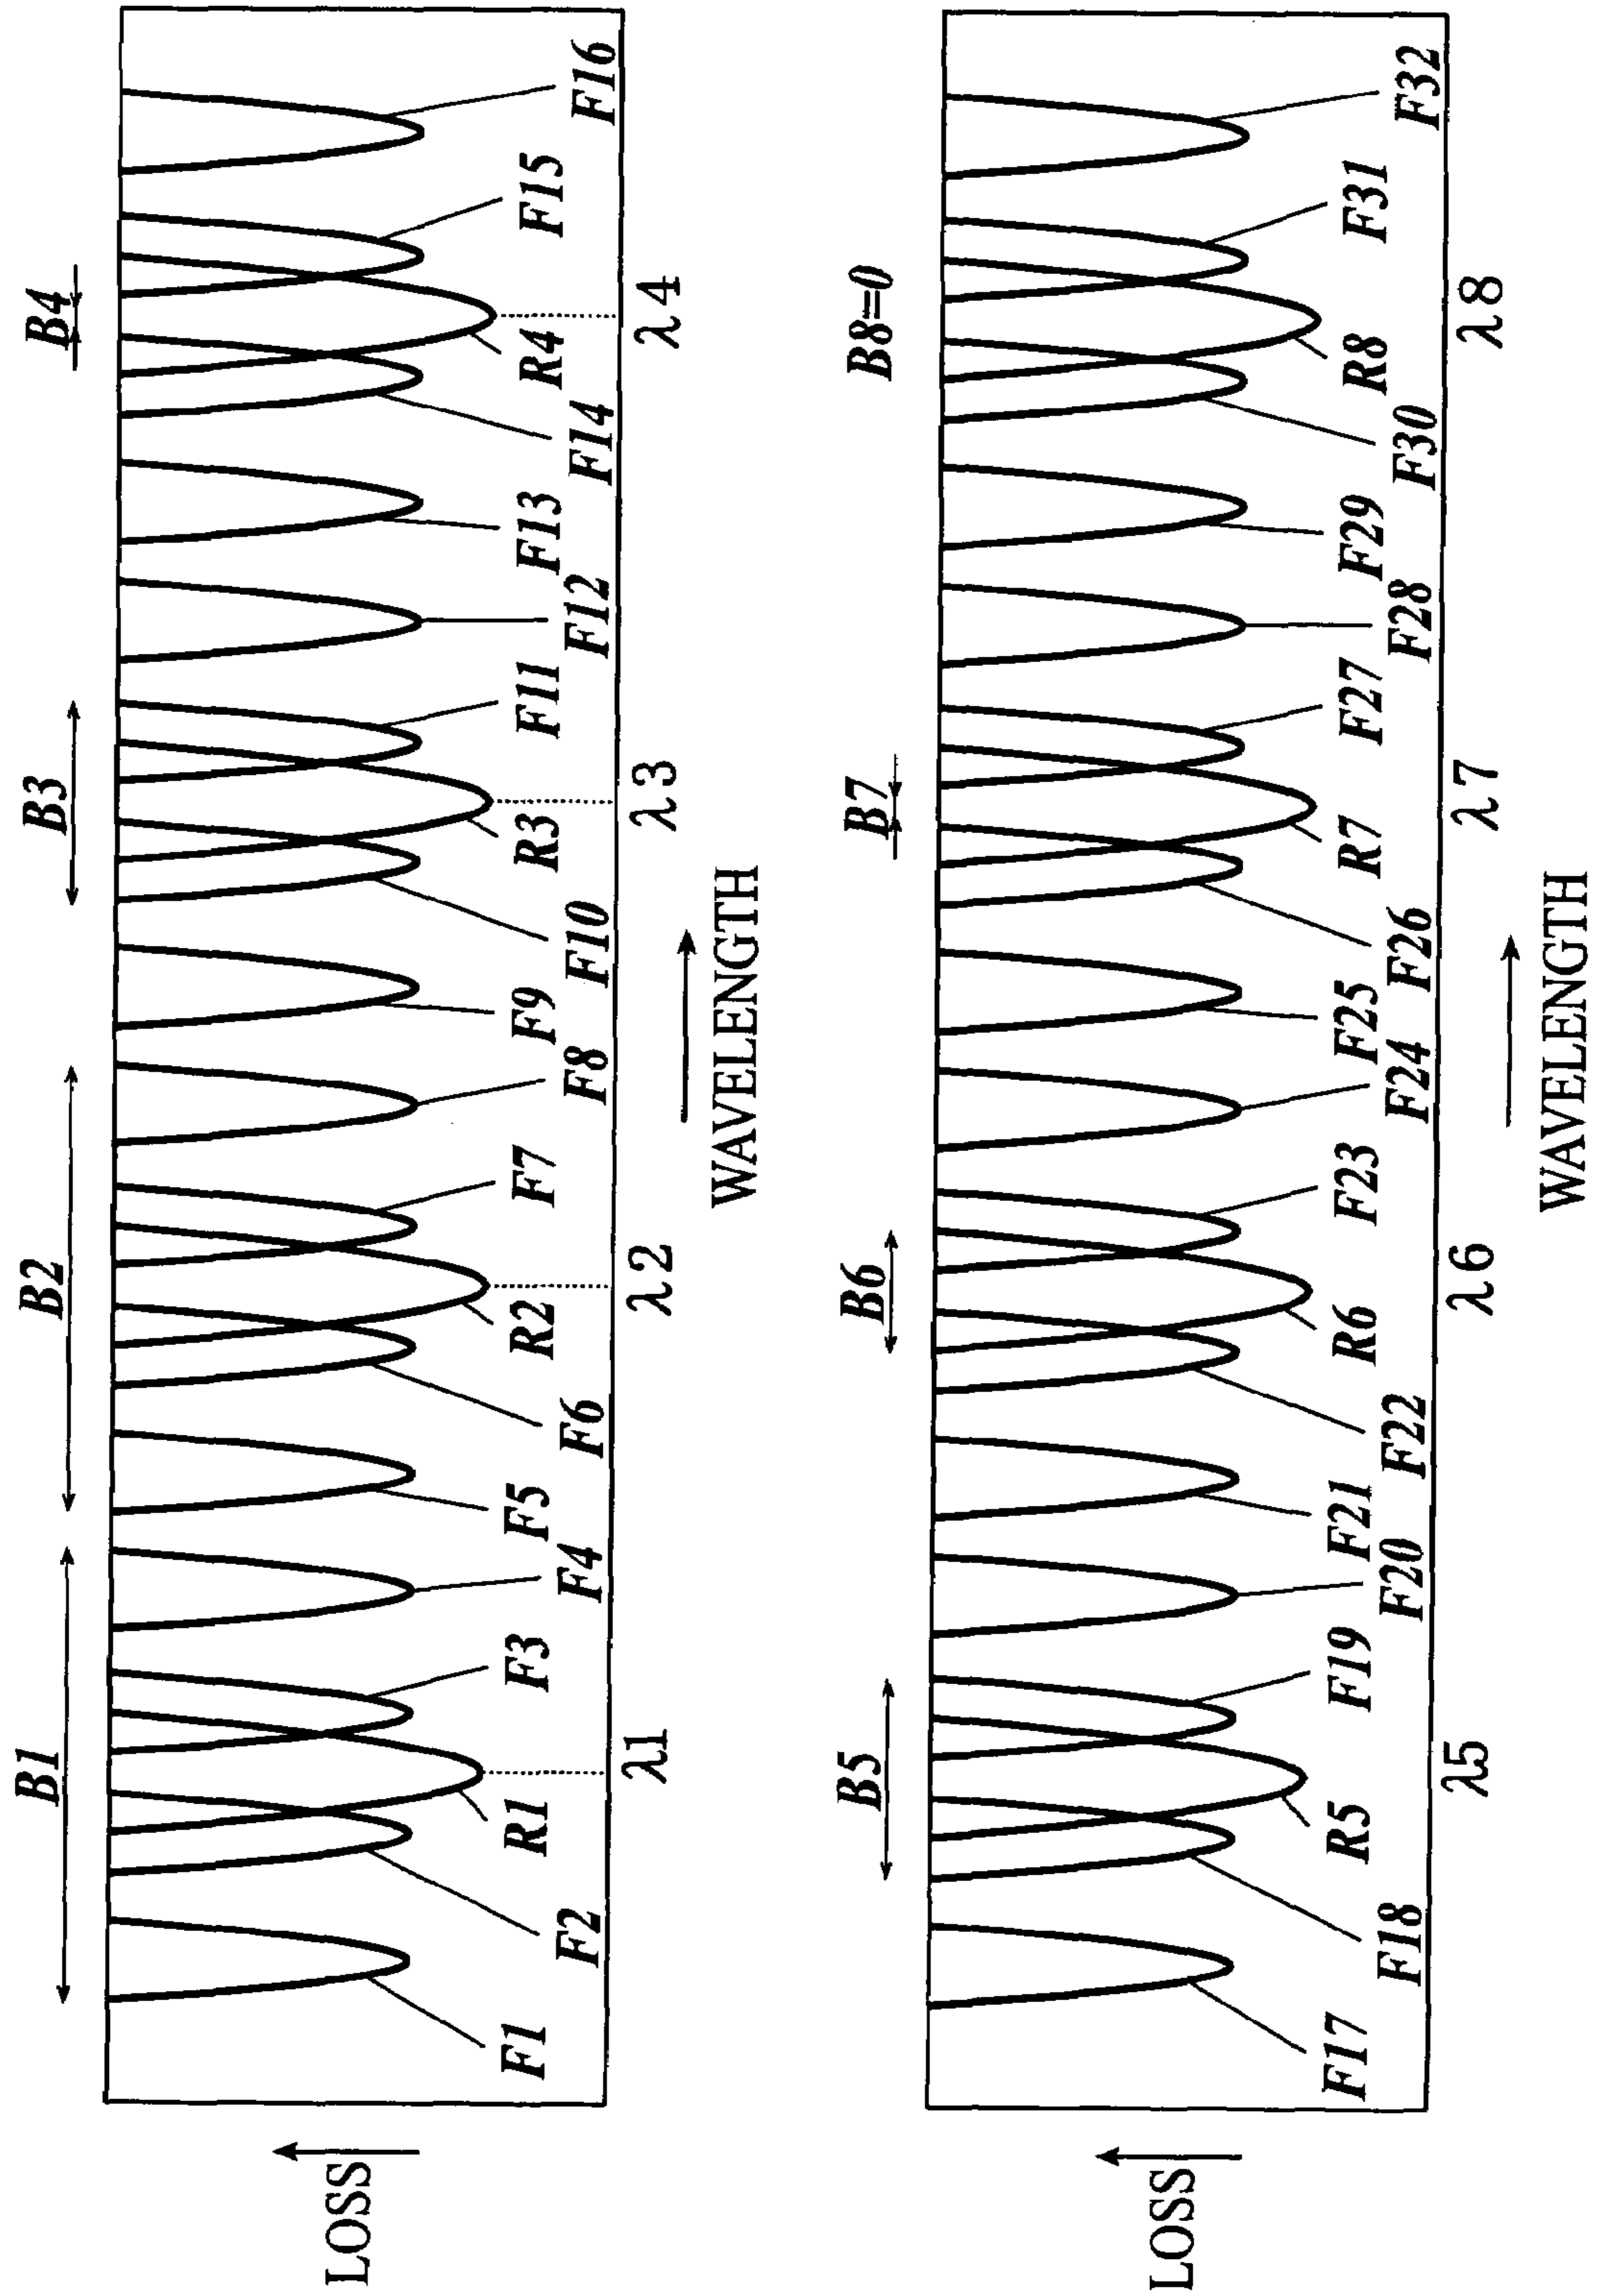 B1 B2 B3 B4
LOSS
F1 F2 R1 F3 F4 F5 F6 R2 F7 F8 F9 F10 R3 F11 F12 F13 F14 R4 F15 F16
λ1 λ2 λ3 λ4
WAVELENGTH
B5 B6 B7 B8=0
LOSS
F17 F18 R5 F19 F20 F21 F22 R6 F23 F24 F25 F26 R7 F27 F28 F29 F30 R8 F31 F32
λ5 λ6 λ7 λ8
WAVELENGTH